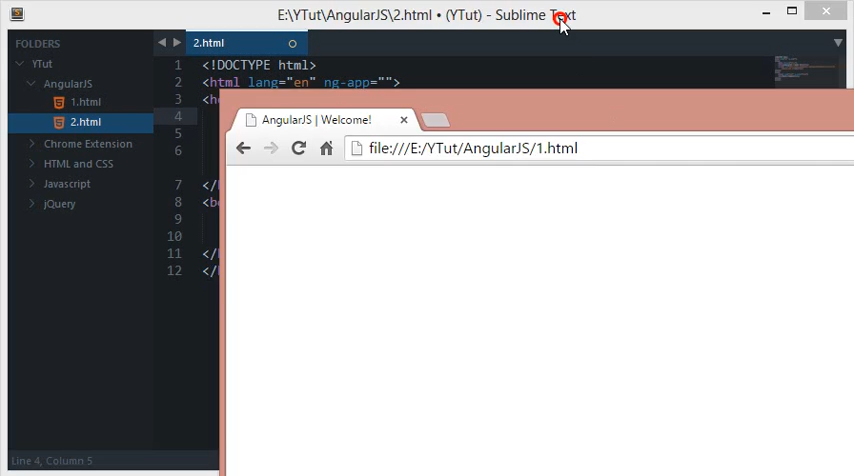 E:\YTut\AngularJS\2.html • (YTut) - Sublime Text
FOLDERS
YTut
AngularJS
1.html
2.html
Chrome Extension
HTML and CSS
Javascript
jQuery
2.html
1 <!DOCTYPE html>
2 <html lang="en" ng-app="">
3 <he
4
5
6
7 </
8 <bo
9
10
11 </
12 </
AngularJS | Welcome!
file:///E:/YTut/AngularJS/1.html
Line 4, Column 5